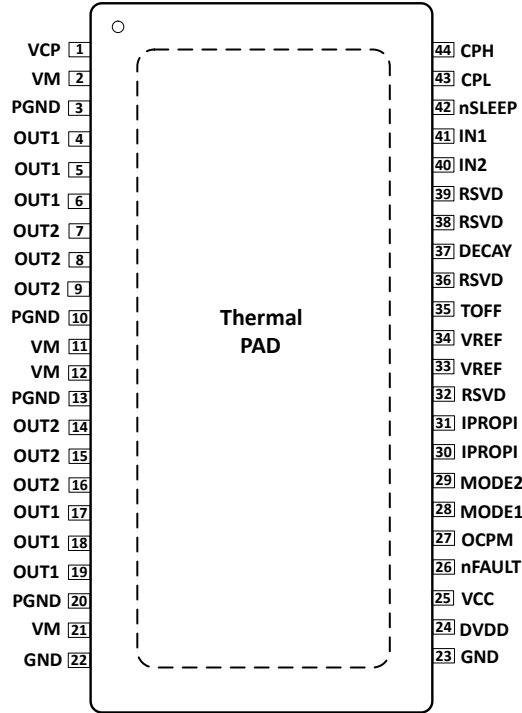 VCP 1
VM 2
PGND 3
OUT1 4
OUT1 5
OUT1 6
OUT2 7
OUT2 8
OUT2 9
PGND 10
VM 11
VM 12
PGND 13
OUT2 14
OUT2 15
OUT2 16
OUT1 17
OUT1 18
OUT1 19
PGND 20
VM 21
GND 22
Thermal
PAD
44 CPH
43 CPL
42 nSLEEP
41 IN1
40 IN2
39 RSVD
38 RSVD
37 DECAY
36 RSVD
35 TOFF
34 VREF
33 VREF
32 RSVD
31 IPROPI
30 IPROPI
29 MODE2
28 MODE1
27 OCPM
26 nFAULT
25 VCC
24 DVDD
23 GND